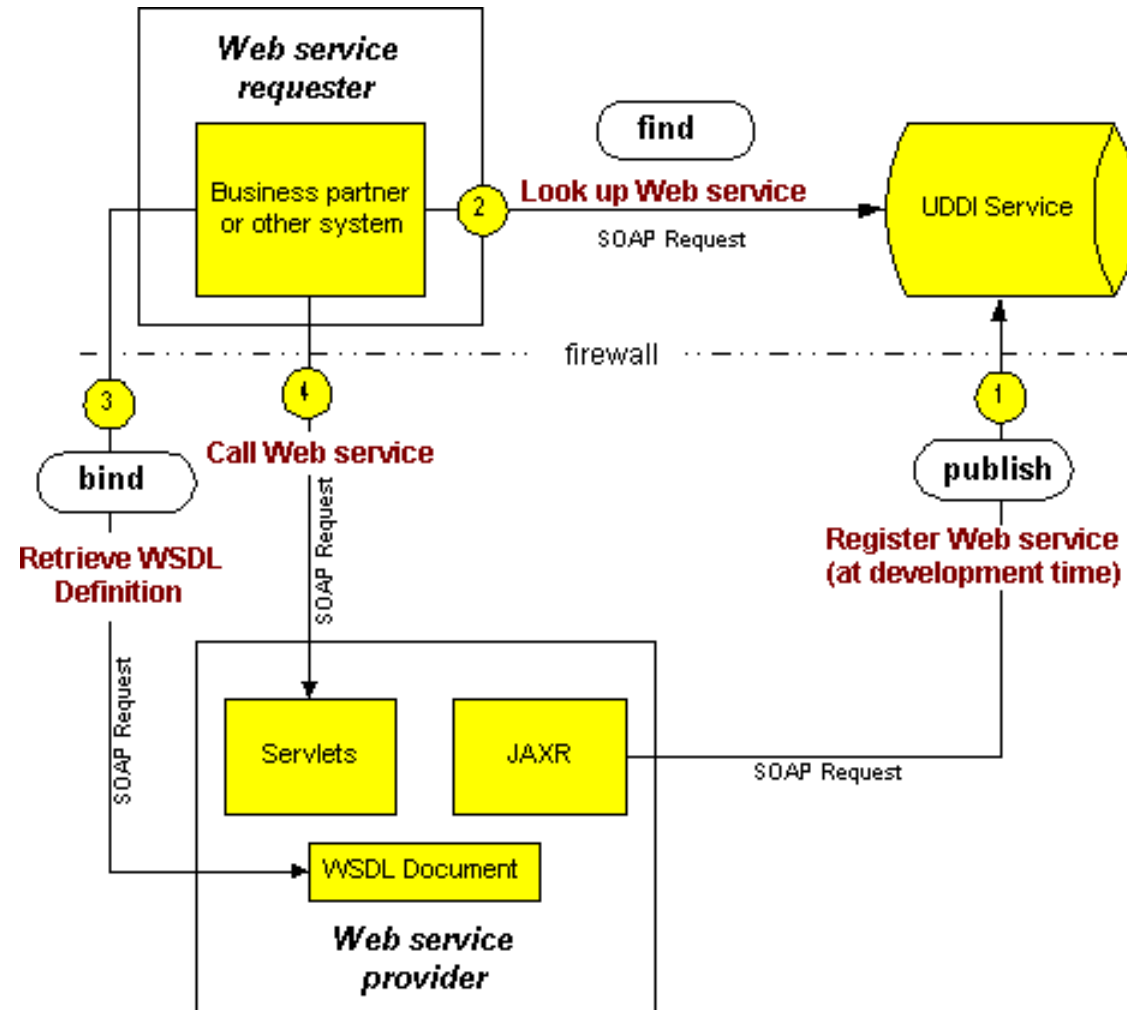 Web service
requester
Business partner
or other system
find
2
Look up Web service
SOAP Request
UDDI Service
firewall
3
4
1
bind
Call Web service
publish
Retrieve WSDL
Definition
SOAP Request
Register Web service
(at development time)
SOAP Request
Servlets
JAXR
SOAP Request
WSDL Document
Web service
provider